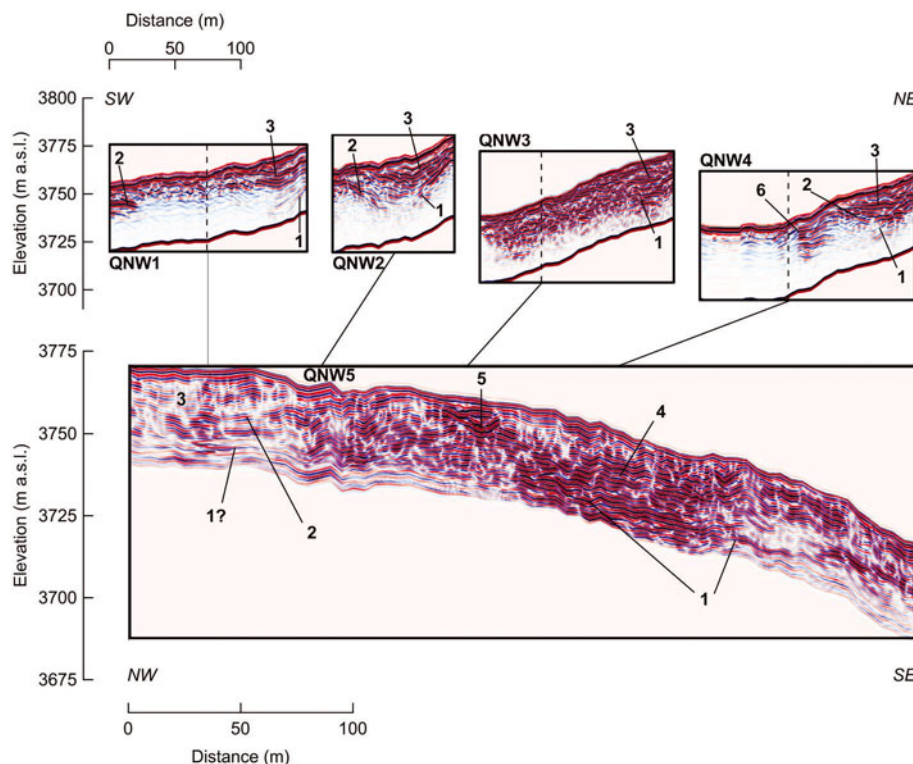 Distance (m)
0 50 100
SW NE
Elevation (m a.s.l.)
3800
3775
3750
3725
3700
2 3 1
QNW1
2 3 1
QNW2
QNW3
3 1
QNW4
6 2 3 1
Elevation (m a.s.l.)
3775
3750
3725
3700
3675
QNW5
3 5 4
1? 2 1
NW SE
0 50 100
Distance (m)